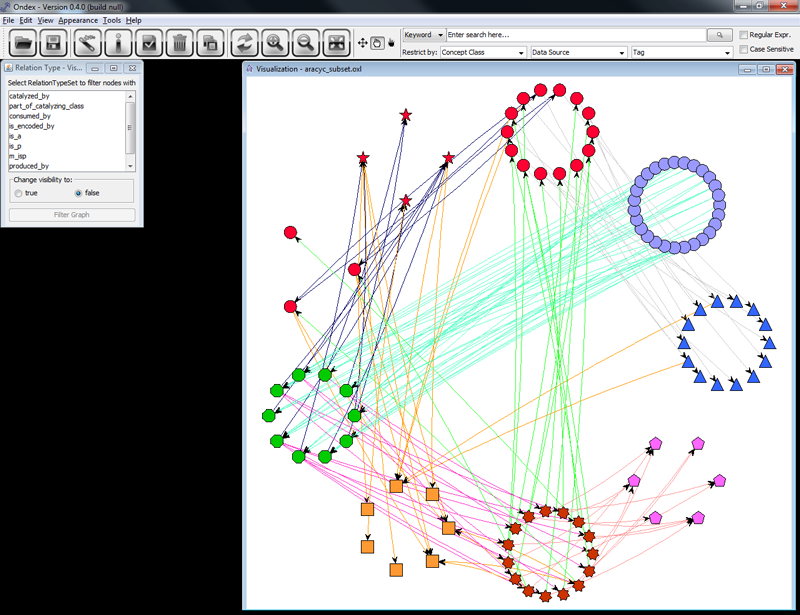 Ondex - Version 0.4.0 (build null)
File Edit View Appearance Tools Help
Keyword
Enter search here...
Regular Expr.
Restrict by:
Concept Class
Data Source
Tag
Case Sensitive
Relation Type - Vis...
Select RelationTypeSet to filter nodes with
catalyzed_by
part_of_catalyzing_class
consumed_by
is_encoded_by
is_a
is_p
m_isp
produced_by
Change visibility to:
true
false
Filter Graph
Visualization - aracyc_subset.oxl